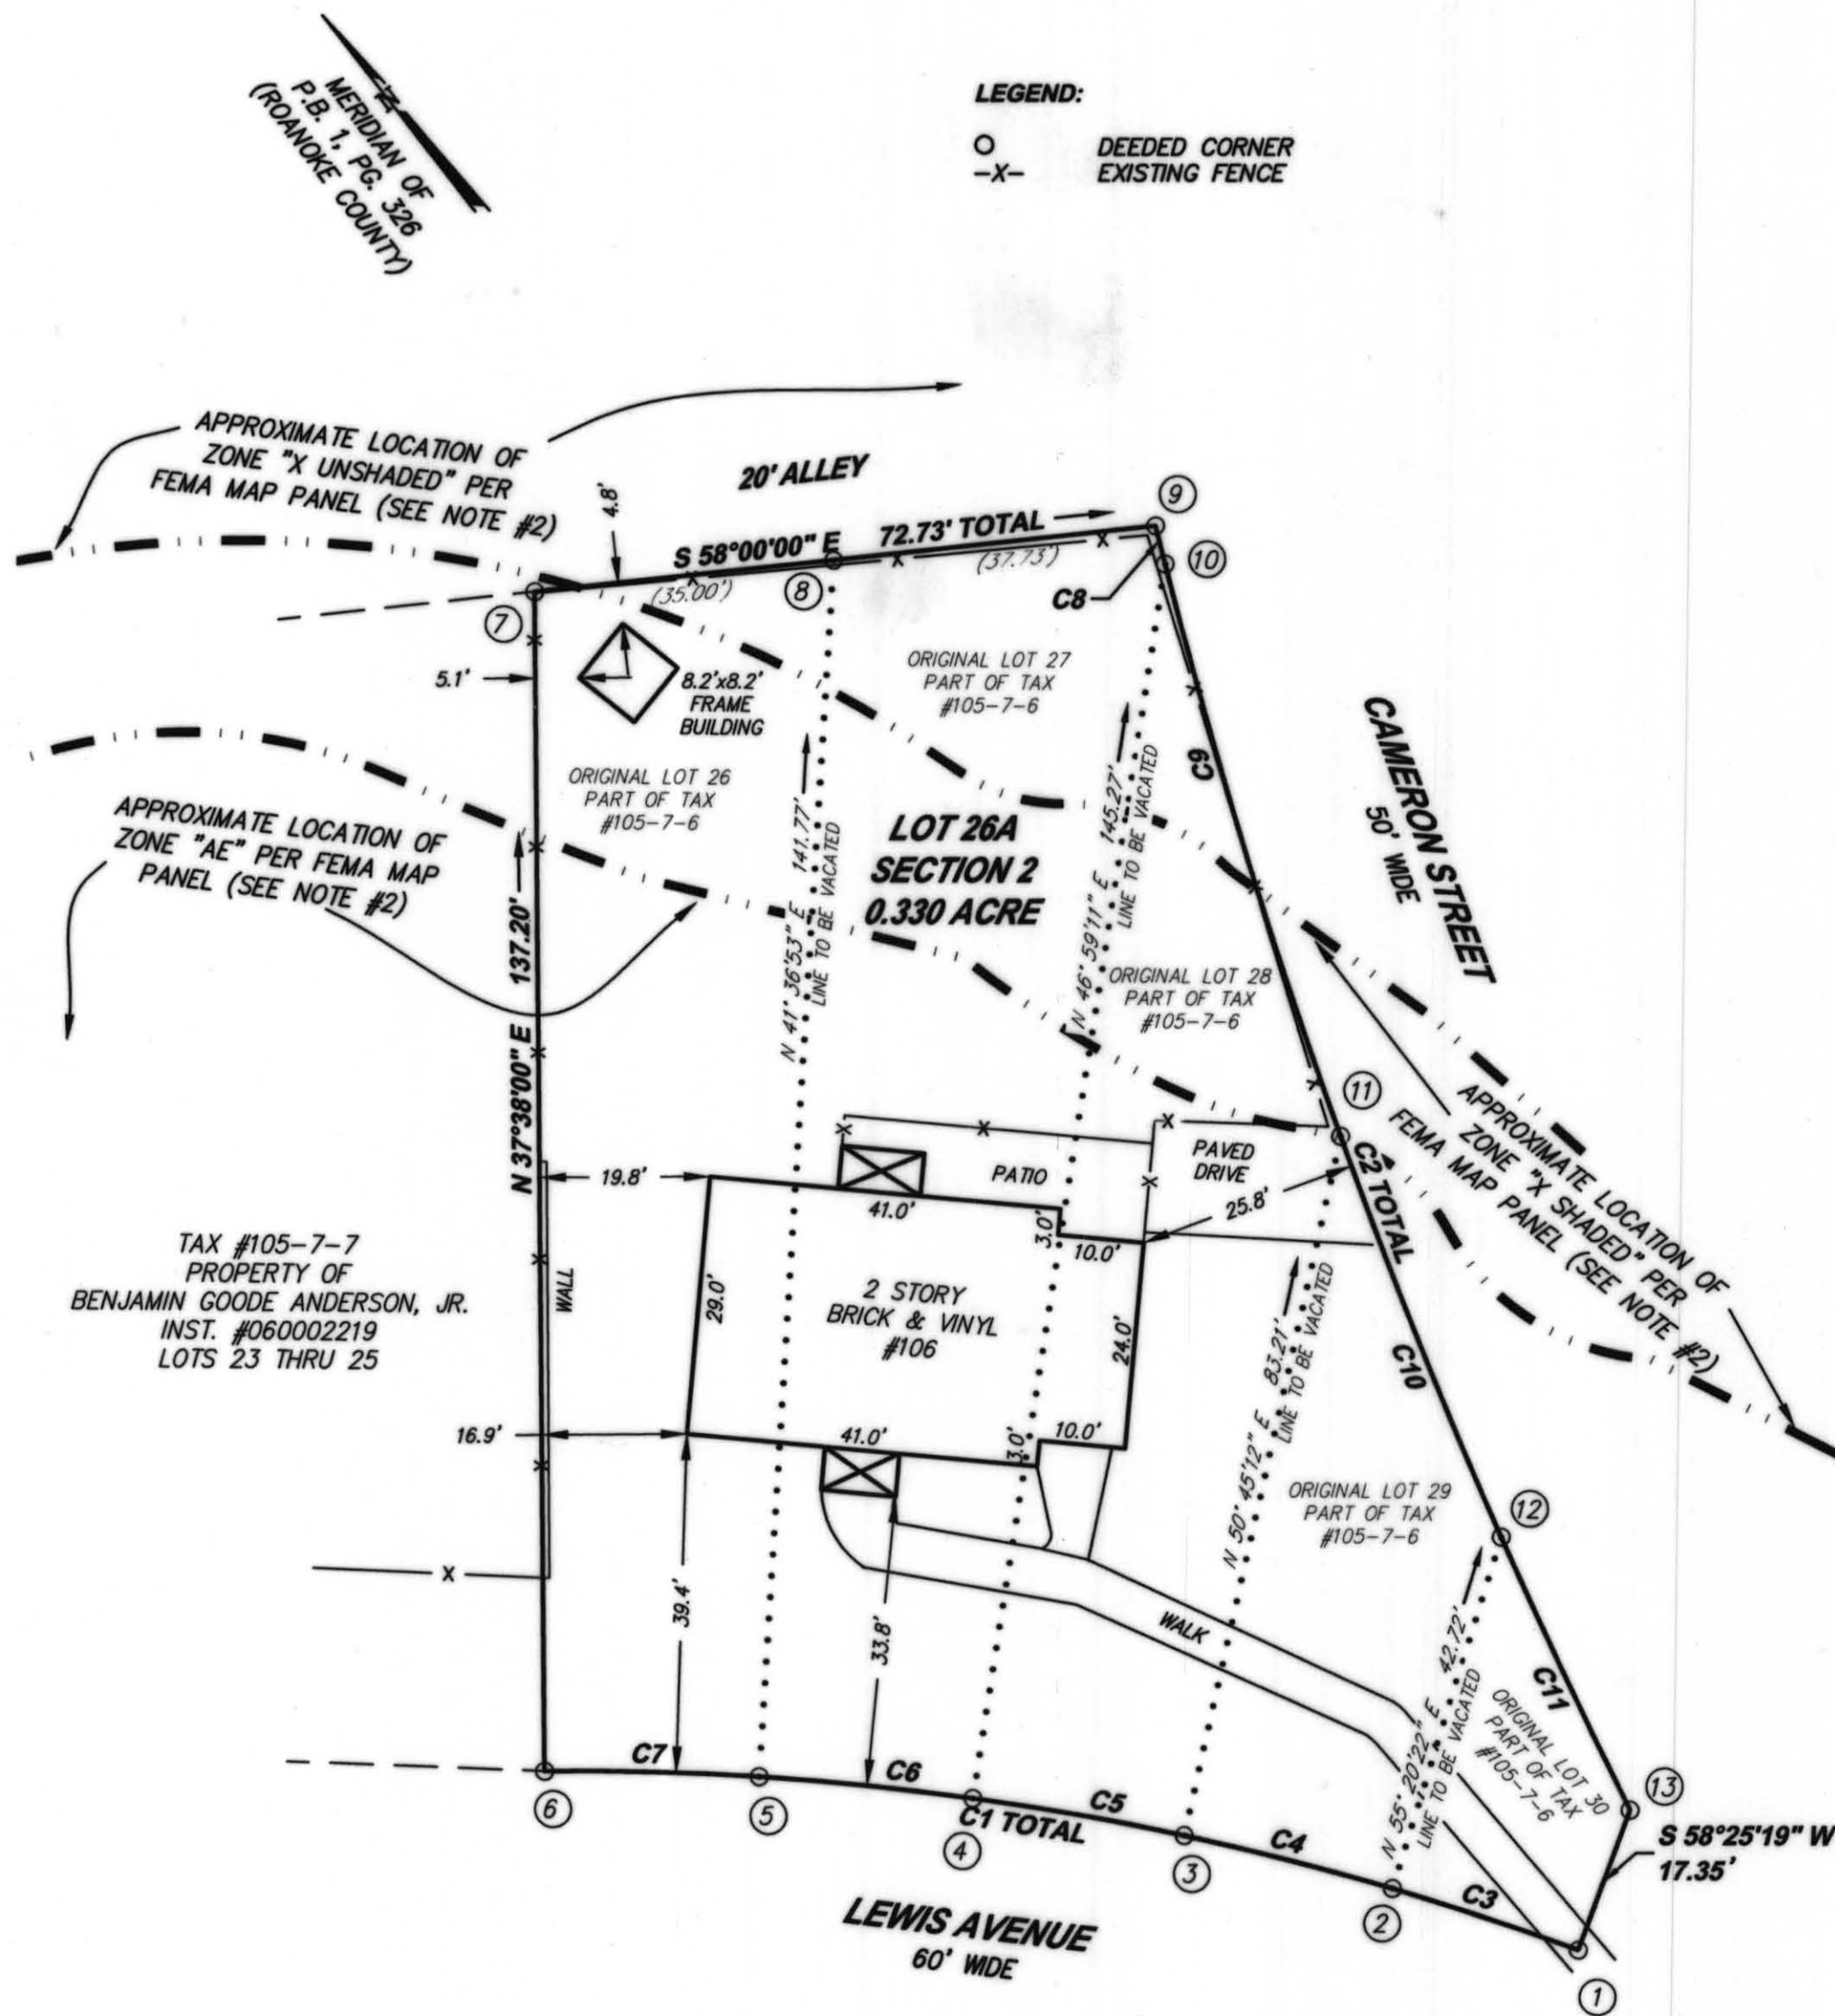 MERIDIAN OF
P.B. 1, PG. 326
(ROANOKE COUNTY)
N
LEGEND:
O DEEDED CORNER
-X- EXISTING FENCE
APPROXIMATE LOCATION OF
ZONE "X UNSHADED" PER
FEMA MAP PANEL (SEE NOTE #2)
20' ALLEY
4.8'
S 58°00'00" E 72.73' TOTAL
(35.00')
(37.73')
7
8
9
10
C8
5.1'
8.2'x8.2'
FRAME
BUILDING
ORIGINAL LOT 27
PART OF TAX
#105-7-6
ORIGINAL LOT 26
PART OF TAX
#105-7-6
C9
CAMERON STREET
50' WIDE
APPROXIMATE LOCATION OF
ZONE "AE" PER FEMA MAP
PANEL (SEE NOTE #2)
LOT 26A
SECTION 2
0.330 ACRE
N 37°38'00" E 137.20'
N 41°36'53" E 141.77'
LINE TO BE VACATED
N 46°59'11" E 145.27'
LINE TO BE VACATED
ORIGINAL LOT 28
PART OF TAX
#105-7-6
11
APPROXIMATE LOCATION OF
ZONE "X SHADED" PER
FEMA MAP PANEL (SEE NOTE #2)
C2 TOTAL
PAVED
DRIVE
PATIO
19.8'
25.8'
41.0'
3.0'
10.0'
TAX #105-7-7
PROPERTY OF
BENJAMIN GOODE ANDERSON, JR.
INST. #060002219
LOTS 23 THRU 25
WALL
29.0'
2 STORY
BRICK & VINYL
#106
24.0'
N 50°45'12" E 83.21'
LINE TO BE VACATED
C10
16.9'
41.0'
3.0'
10.0'
ORIGINAL LOT 29
PART OF TAX
#105-7-6
12
X
39.4'
33.8'
WALK
N 55°20'22" E 42.72'
LINE TO BE VACATED
C11
ORIGINAL LOT 30
PART OF TAX
#105-7-6
13
S 58°25'19" W
17.35'
C7
C6
C5
C1 TOTAL
C4
C3
6
5
4
3
2
1
LEWIS AVENUE
60' WIDE